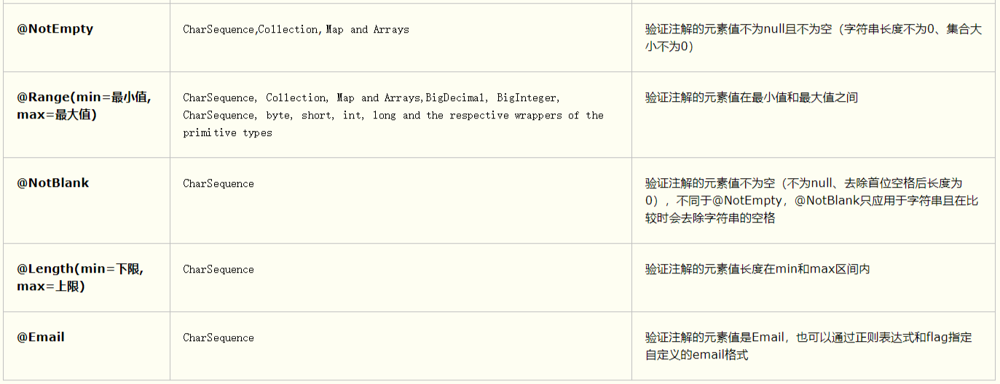 @NotEmpty
CharSequence,Collection, Map and Arrays
验证注解的元素值不为null且不为空（字符串长度不为0、集合大
小不为0）
@Range(min=最小值,
max=最大值)
CharSequence, Collection, Map and Arrays,BigDecimal, BigInteger,
CharSequence, byte, short, int, long and the respective wrappers of the
primitive types
验证注解的元素值在最小值和最大值之间
@NotBlank
CharSequence
验证注解的元素值不为空（不为null、去除首位空格后长度为
0），不同于@NotEmpty，@NotBlank只应用于字符串且在比
较时会去除字符串的空格
@Length(min=下限,
max=上限)
CharSequence
验证注解的元素值长度在min和max区间内
@Email
CharSequence
验证注解的元素值是Email，也可以通过正则表达式和flag指定
自定义的email格式